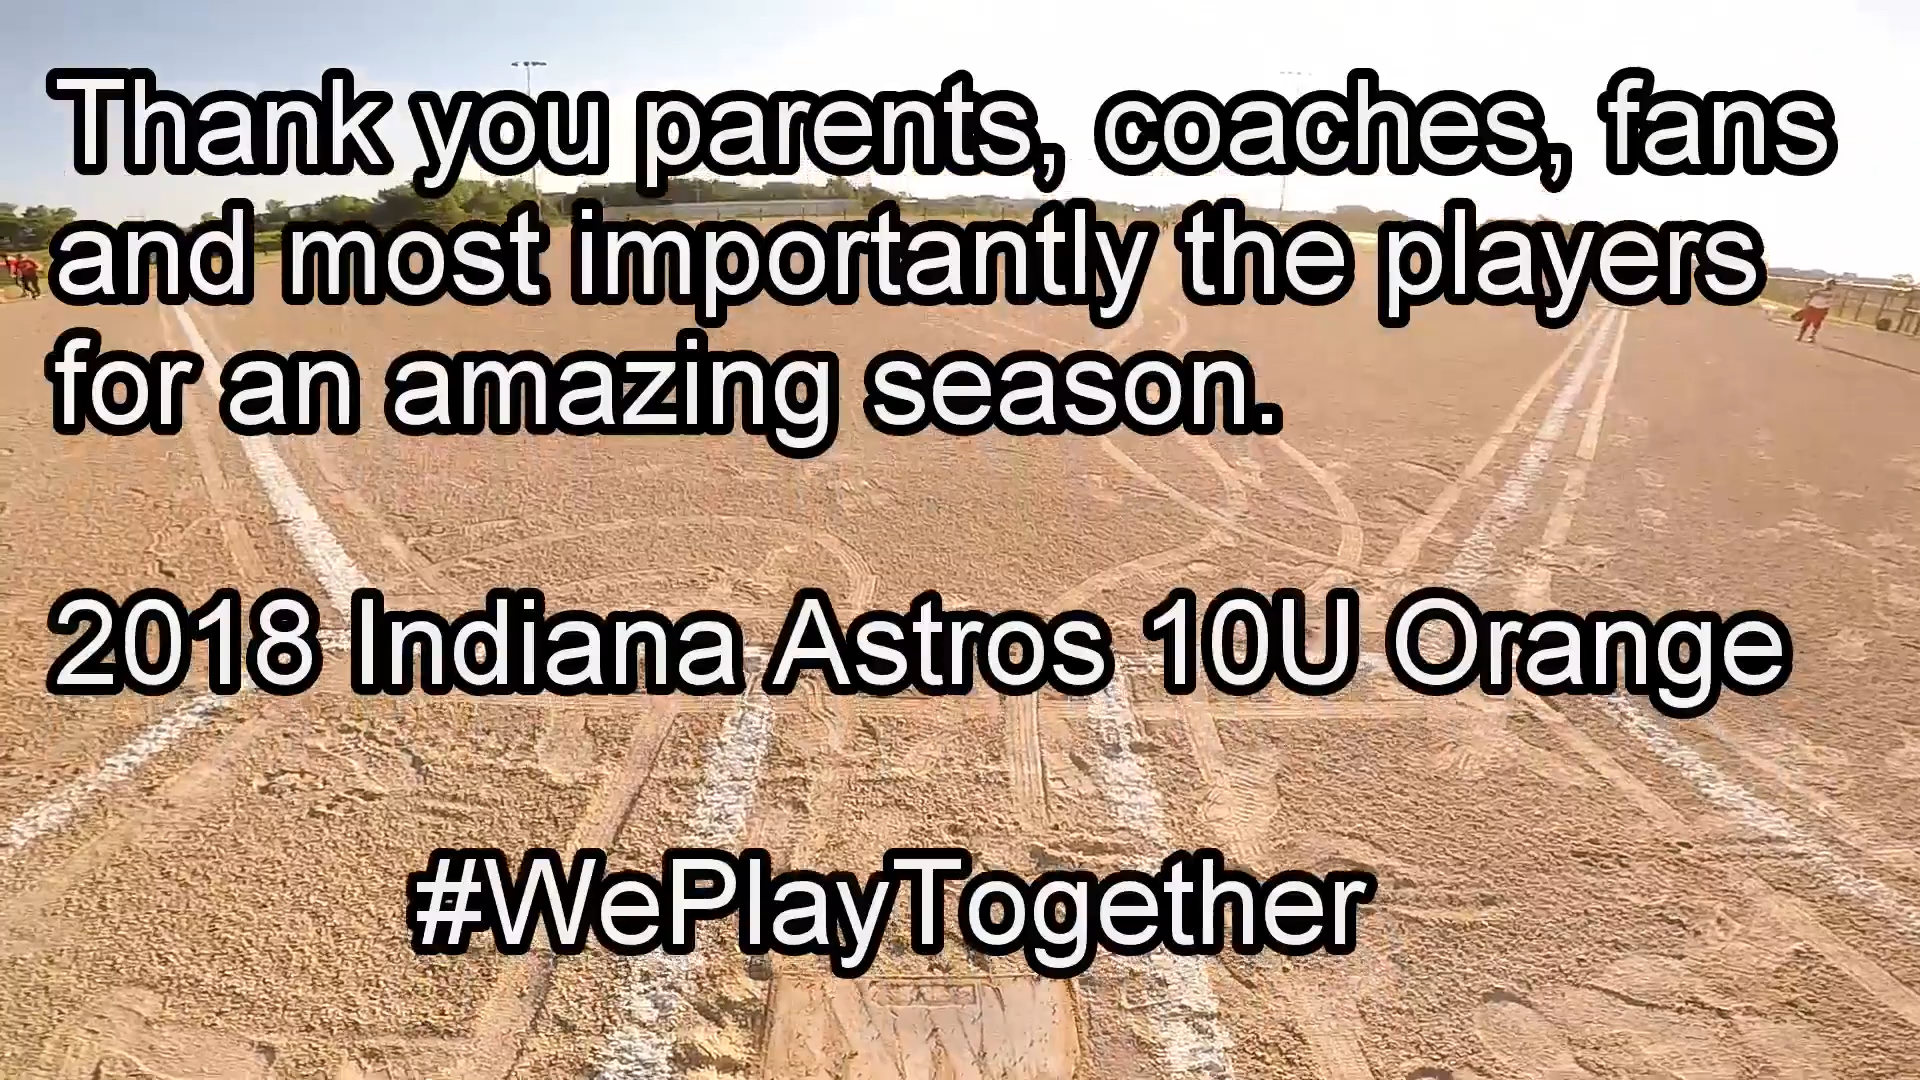 Thank you parents, coaches, fans
and most importantly the players
for an amazing season.
2018 Indiana Astros 10U Orange
#WePlayTogether